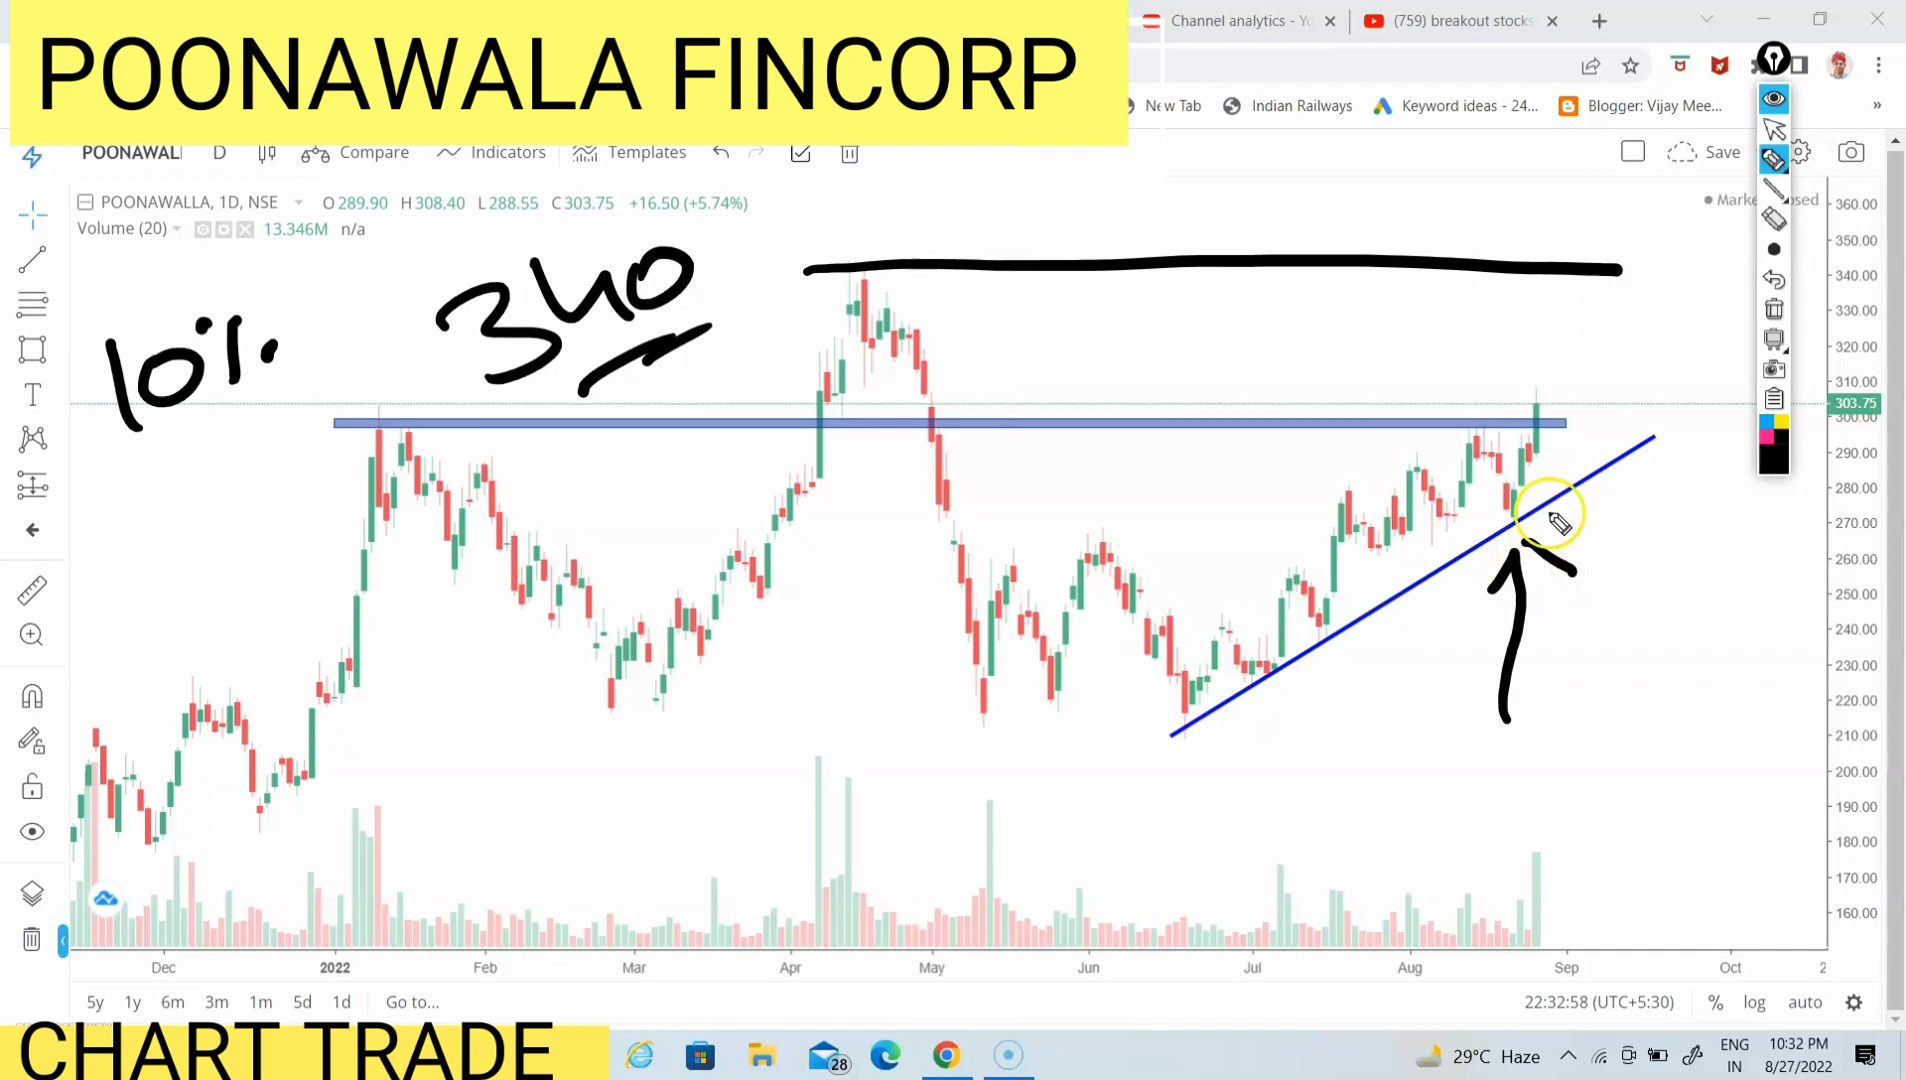 POONAWALA FINCORP
Channel analytics - Yo
(759) breakout stocks
New Tab
Indian Railways
Keyword ideas - 24...
Blogger: Vijay Mee...
»
POONAWAL
D
Compare
Indicators
Templates
Save
POONAWALLA, 1D, NSE
O289.90 H308.40 L288.55 C303.75 +16.50 (+5.74%)
Volume (20)
13.346M n/a
10%
340
360.00
350.00
340.00
330.00
320.00
310.00
303.75
300.00
290.00
280.00
270.00
260.00
250.00
240.00
230.00
220.00
210.00
200.00
190.00
180.00
170.00
160.00
Dec 2022 Feb Mar Apr May Jun Jul Aug Sep Oct 2
5y 1y 6m 3m 1m 5d 1d Go to...
22:32:58 (UTC+5:30) % log auto
CHART TRADE
28
29°C Haze
ENG
IN
10:32 PM
8/27/2022